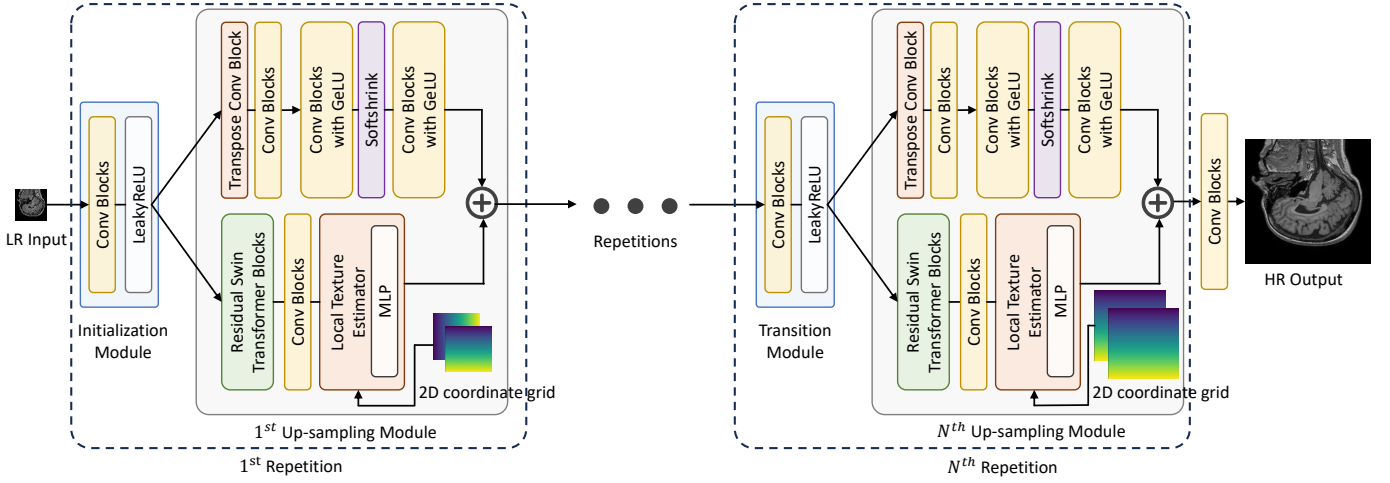 LR Input
Conv Blocks
LeakyReLU
Initialization
Module
Transpose Conv Block
Conv Blocks
Conv Blocks
with GeLU
Softshrink
Conv Blocks
with GeLU
Residual Swin
Transformer Blocks
Conv Blocks
Local Texture
Estimator
MLP
2D coordinate grid
1st Up-sampling Module
1st Repetition
Repetitions
Conv Blocks
LeakyReLU
Transition
Module
Transpose Conv Block
Conv Blocks
Conv Blocks
with GeLU
Softshrink
Conv Blocks
with GeLU
Residual Swin
Transformer Blocks
Conv Blocks
Local Texture
Estimator
MLP
2D coordinate grid
Nth Up-sampling Module
Nth Repetition
Conv Blocks
HR Output